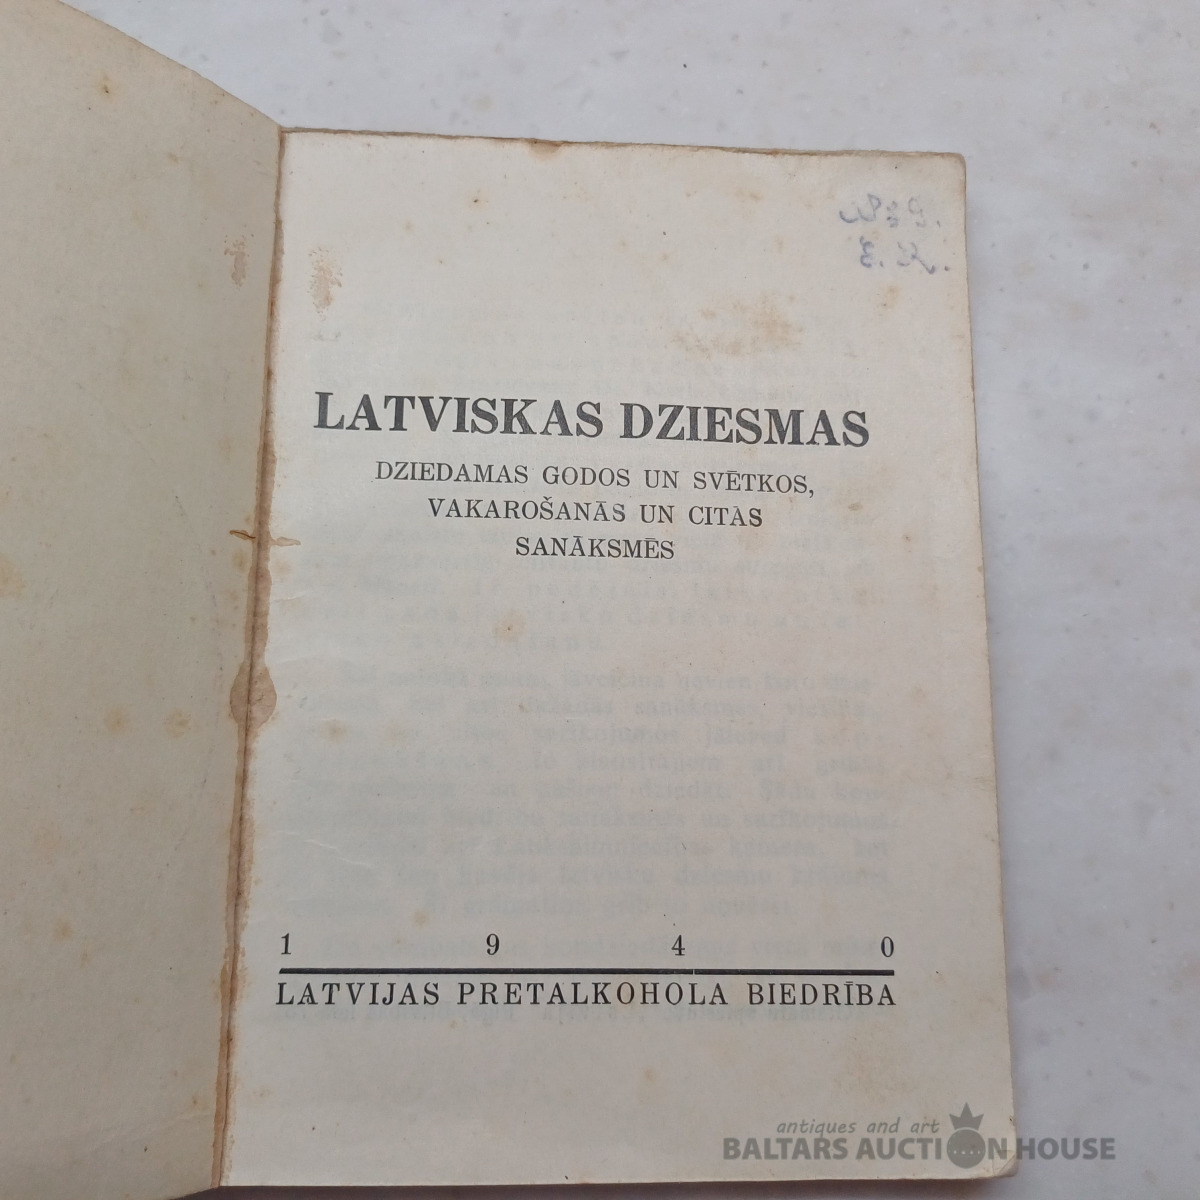 LATVISKAS DZIESMAS
DZIEDAMAS GODOS UN SVĒTKOS,
VAKAROŠANĀS UN CITĀS
SANĀKSMĒS
1 9 4 0
LATVIJAS PRETALKOHOLA BIEDRĪBA
antiques and art
BALTARS AUCTION HOUSE